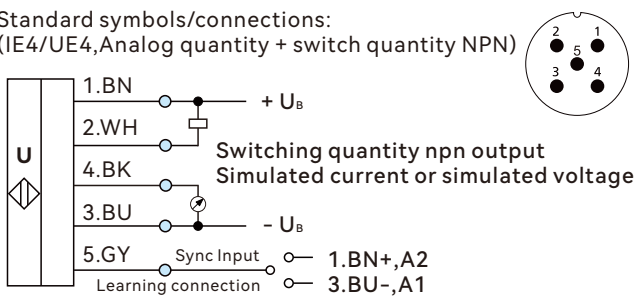 Standard symbols/connections:
(IE4/UE4,Analog quantity + switch quantity NPN)
2 1
5
3 4
1.BN
+ UB
2.WH
U
Switching quantity npn output
4.BK
Simulated current or simulated voltage
3.BU
- UB
5.GY
Sync Input
1.BN+,A2
Learning connection
3.BU-,A1